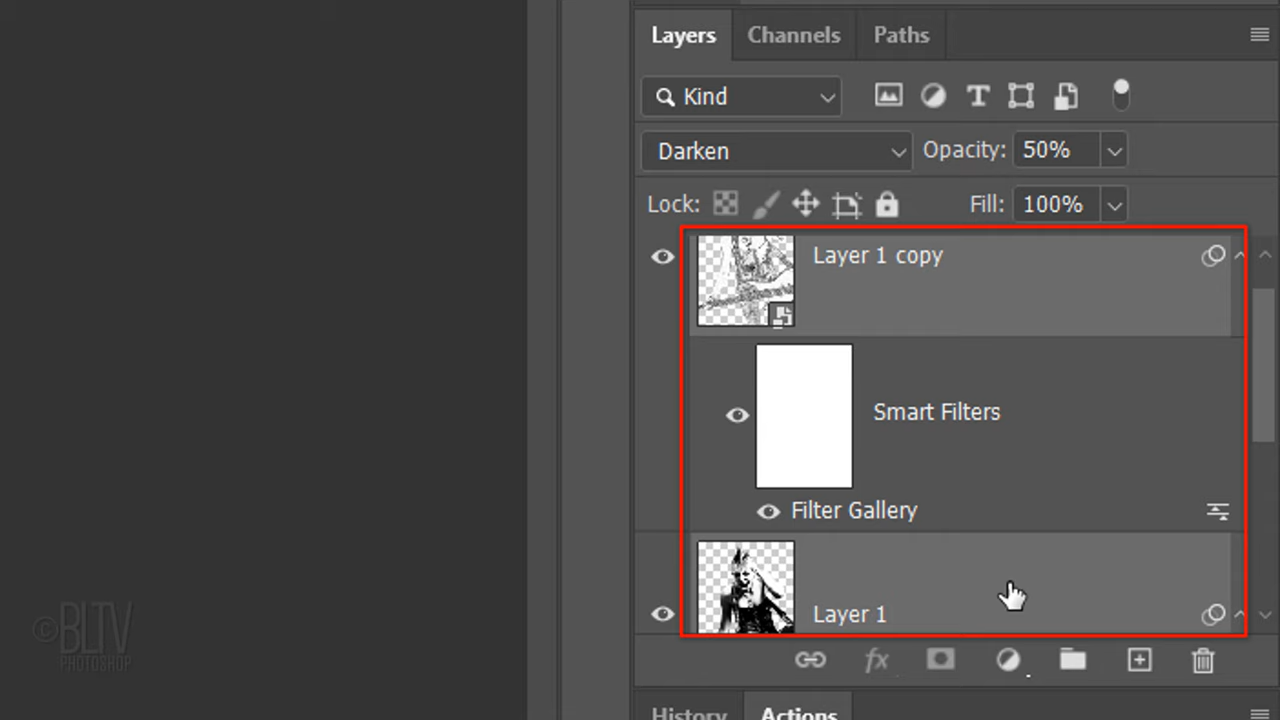 Layers Channels Paths
Kind
Darken Opacity: 50%
Lock: Fill: 100%
Layer 1 copy
Smart Filters
Filter Gallery
Layer 1
fx
History Actions
© BLTV
PHOTOSHOP